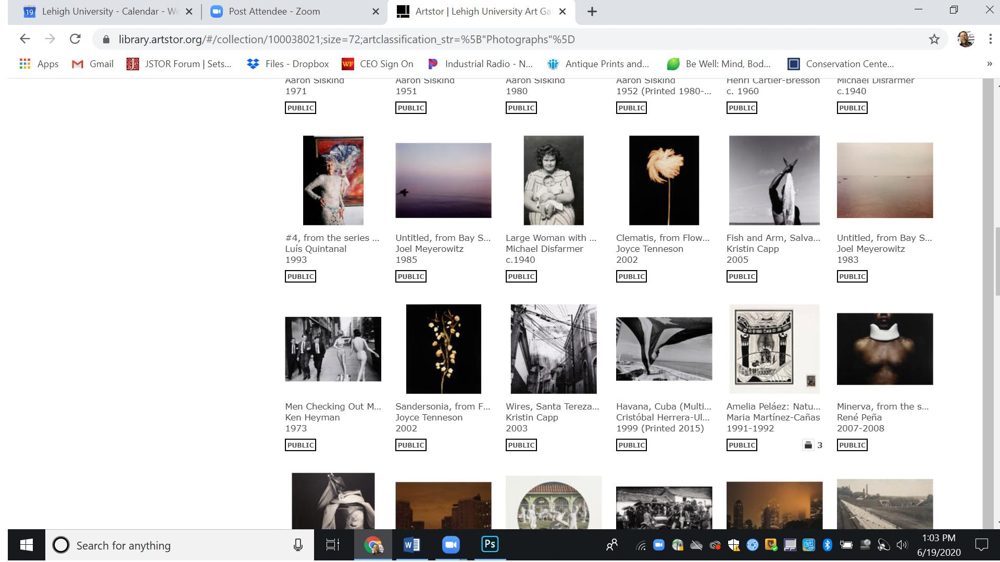 Lehigh University - Calendar - We
Post Attendee - Zoom
Artstor | Lehigh University Art Ga
library.artstor.org/#/collection/100038021;size=72;artclassification_str=%5B"Photographs"%5D
Apps
Gmail
JSTOR Forum | Sets...
Files - Dropbox
WF
CEO Sign On
Industrial Radio - N...
Antique Prints and...
Be Well: Mind, Bod...
Conservation Cente...
»
Aaron Siskind
1971
PUBLIC
Aaron Siskind
1951
PUBLIC
Aaron Siskind
1980
PUBLIC
Aaron Siskind
1952 (Printed 1980-...
PUBLIC
Henri Cartier-Bresson
c. 1960
PUBLIC
Michael Disfarmer
c.1940
PUBLIC
#4, from the series ...
Luís Quintanal
1993
PUBLIC
Untitled, from Bay S...
Joel Meyerowitz
1985
PUBLIC
Large Woman with ...
Michael Disfarmer
c.1940
PUBLIC
Clematis, from Flow...
Joyce Tenneson
2002
PUBLIC
Fish and Arm, Salva...
Kristin Capp
2005
PUBLIC
Untitled, from Bay S...
Joel Meyerowitz
1983
PUBLIC
Men Checking Out M...
Ken Heyman
1973
PUBLIC
Sandersonia, from F...
Joyce Tenneson
2002
PUBLIC
Wires, Santa Tereza...
Kristin Capp
2003
PUBLIC
Havana, Cuba (Multi...
Cristóbal Herrera-Ul...
1999 (Printed 2015)
PUBLIC
Amelia Peláez: Natu...
Maria Martínez-Cañas
1991-1992
PUBLIC
3
Minerva, from the s...
René Peña
2007-2008
PUBLIC
Search for anything
Ps
1:03 PM
6/19/2020